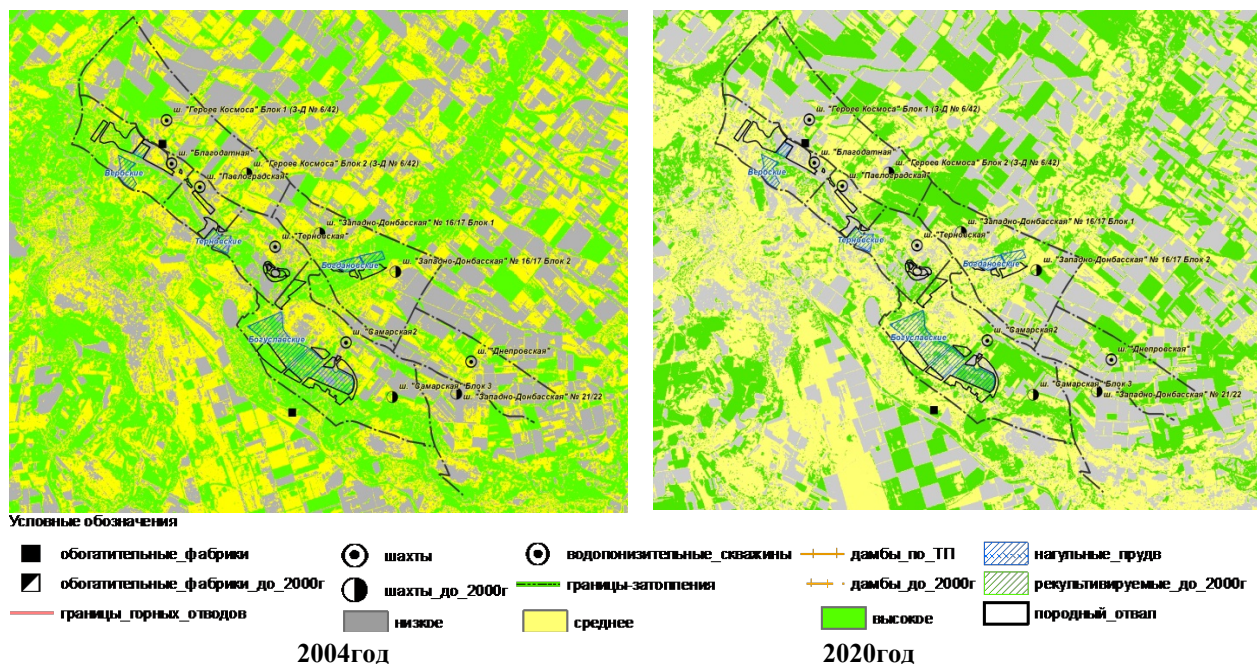 ш. "Героев Космоса" Блок 1 (З-Д № 6/42)
ш. "Благодатная"
ш. "Героев Космоса" Блок 2 (З-Д № 6/42)
Вербские
ш. "Павлоградская"
ш. "Западно-Донбасская" № 16/17 Блок 1
Терновские
ш. "Терновская"
Богдановские
ш. "Западно-Донбасская" № 16/17 Блок 2
Богуславские
ш. "Самарская2
ш. "Днепровская"
ш. "Самарская" Блок 3
ш. "Западно-Донбасская" № 21/22
ш. "Героев Космоса" Блок 1 (З-Д № 6/42)
ш. "Благодатная"
ш. "Героев Космоса" Блок 2 (З-Д № 6/42)
Вербские
ш. "Павлоградская"
ш. "Западно-Донбасская" № 16/17 Блок 1
Терновские
ш. "Терновская"
Богдановские
ш. "Западно-Донбасская" № 16/17 Блок 2
Богуславские
ш. "Самарская2
ш. "Днепровская"
ш. "Самарская" Блок 3
ш. "Западно-Донбасская" № 21/22
Условные обозначения
обогатительные_фабрики
шахты
водопонизительные_скважины
дамбы_по_ТП
нагульные_прудв
обогатительные_фабрики_до_2000г
шахты_до_2000г
границы-затопления
дамбы_до_2000г
рекультивируемые_до_2000г
границы_горных_отводов
низкое
среднее
высокое
породный_отвал
2004год
2020год